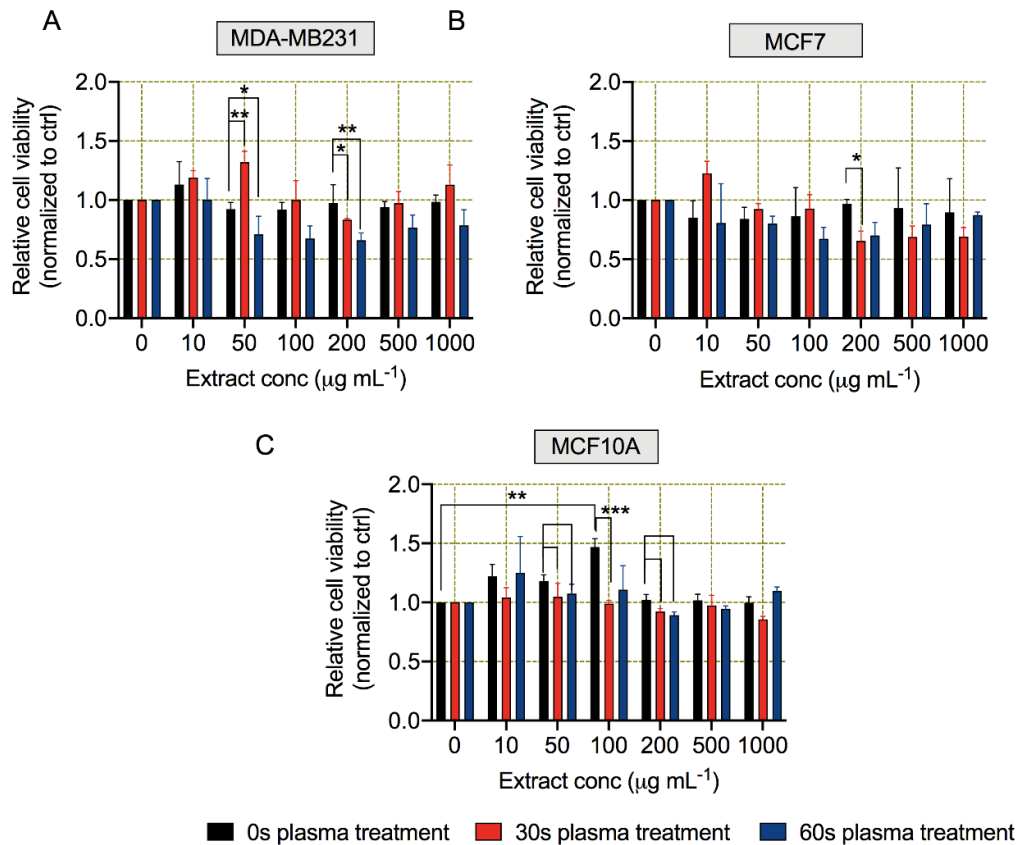 A
MDA-MB231
Relative cell viability
(normalized to ctrl)
2.0
1.5
1.0
0.5
0.0
*
**
**
*
0 10 50 100 200 500 1000
Extract conc (μg mL⁻¹)
B
MCF7
Relative cell viability
(normalized to ctrl)
2.0
1.5
1.0
0.5
0.0
*
0 10 50 100 200 500 1000
Extract conc (μg mL⁻¹)
C
MCF10A
Relative cell viability
(normalized to ctrl)
2.0
1.5
1.0
0.5
0.0
**
***
0 10 50 100 200 500 1000
Extract conc (μg mL⁻¹)
0s plasma treatment 30s plasma treatment 60s plasma treatment